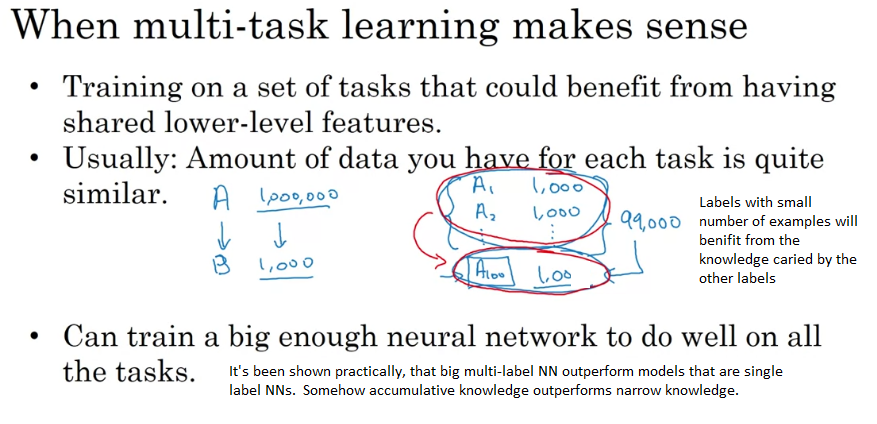 When multi-task learning makes sense
• Training on a set of tasks that could benefit from having
shared lower-level features.
• Usually: Amount of data you have for each task is quite
similar.
A 1,000,000
B 1,000
A1 1,000
A2 1,000
99,000
A100 1,00
Labels with small
number of examples will
benifit from the
knowledge caried by the
other labels
• Can train a big enough neural network to do well on all
the tasks.
It's been shown practically, that big multi-label NN outperform models that are single
label NNs. Somehow accumulative knowledge outperforms narrow knowledge.